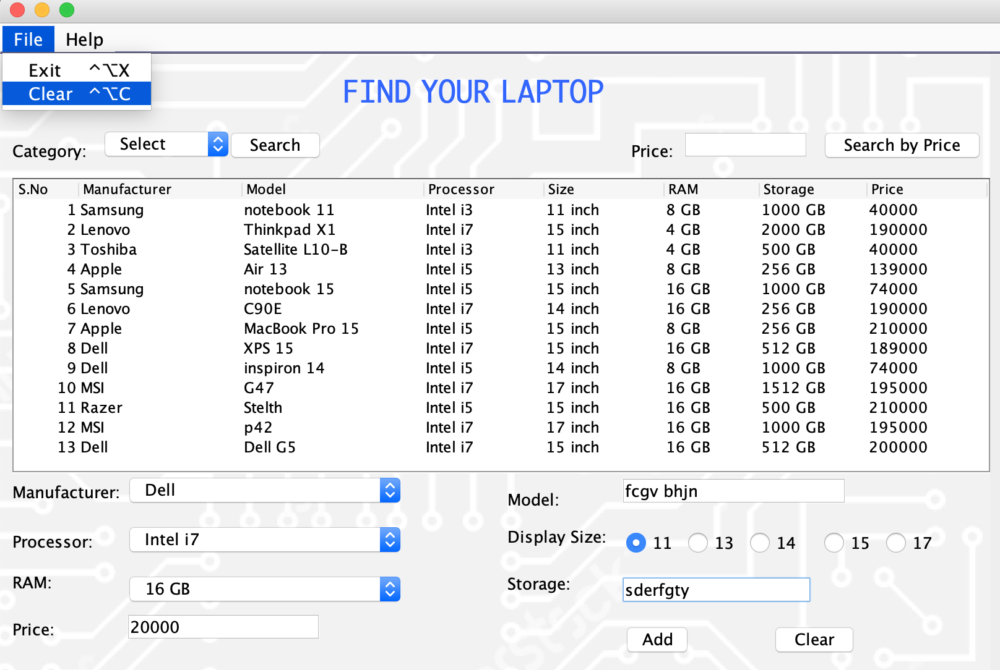 File Help
Exit ^⌥X
Clear ^⌥C
FIND YOUR LAPTOP
Category: Select Search Price: Search by Price
S.No Manufacturer Model Processor Size RAM Storage Price
1 Samsung notebook 11 Intel i3 11 inch 8 GB 1000 GB 40000
2 Lenovo Thinkpad X1 Intel i7 15 inch 4 GB 2000 GB 190000
3 Toshiba Satellite L10-B Intel i3 11 inch 4 GB 500 GB 40000
4 Apple Air 13 Intel i5 13 inch 8 GB 256 GB 139000
5 Samsung notebook 15 Intel i5 15 inch 16 GB 1000 GB 74000
6 Lenovo C90E Intel i7 14 inch 16 GB 256 GB 190000
7 Apple MacBook Pro 15 Intel i5 15 inch 8 GB 256 GB 210000
8 Dell XPS 15 Intel i7 15 inch 16 GB 512 GB 189000
9 Dell inspiron 14 Intel i5 14 inch 8 GB 1000 GB 74000
10 MSI G47 Intel i7 17 inch 16 GB 1512 GB 195000
11 Razer Stelth Intel i5 15 inch 16 GB 500 GB 210000
12 MSI p42 Intel i7 17 inch 16 GB 1000 GB 195000
13 Dell Dell G5 Intel i7 15 inch 16 GB 512 GB 200000
Manufacturer: Dell Model: fcgv bhjn
Processor: Intel i7 Display Size: 11 13 14 15 17
RAM: 16 GB Storage: sderfgty
Price: 20000 Add Clear